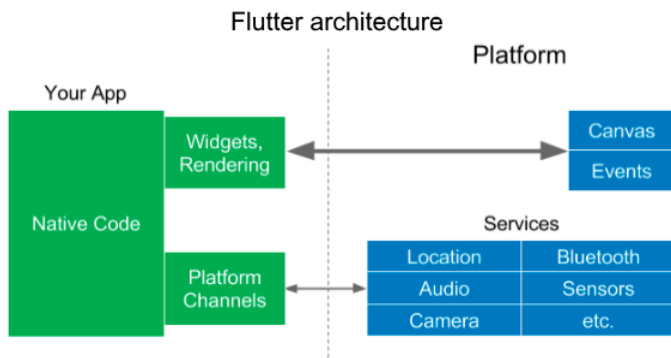 Flutter architecture
Platform
Your App
Widgets,
Rendering
Canvas
Events
Native Code
Services
Platform
Channels
Location
Bluetooth
Audio
Sensors
Camera
etc.